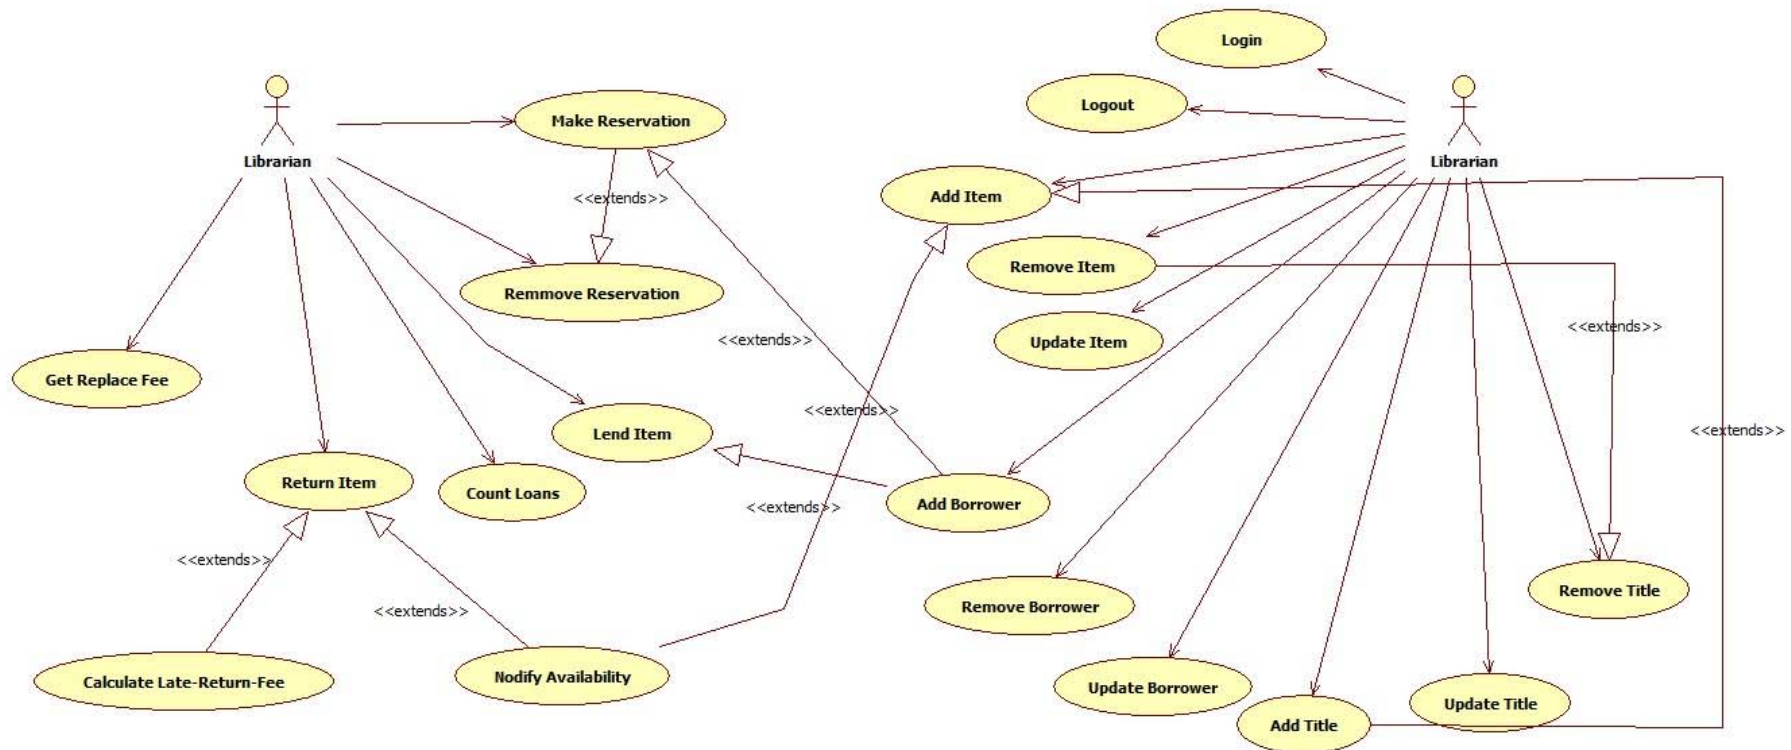 Login
Logout
Make Reservation
Librarian
Librarian
<<extends>>
Add Item
Remove Item
Remmove Reservation
<<extends>>
<<extends>>
Update Item
Get Replace Fee
<<extends>>
Lend Item
<<extends>>
Return Item
Count Loans
Add Borrower
<<extends>>
<<extends>>
Remove Title
<<extends>>
Remove Borrower
Calculate Late-Return-Fee
Nodify Availability
Update Borrower
Update Title
Add Title